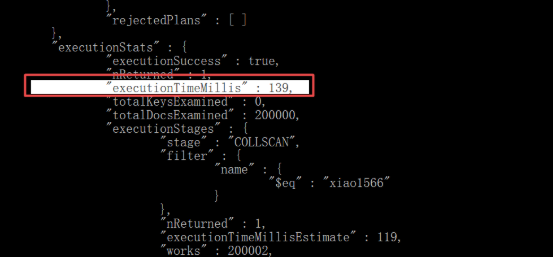 },
"rejectedPlans" : [ ]
},
"executionStats" : {
"executionSuccess" : true,
"nReturned" : 1,
"executionTimeMillis" : 139,
"totalKeysExamined" : 0,
"totalDocsExamined" : 200000,
"executionStages" : {
"stage" : "COLLSCAN",
"filter" : {
"name" : {
"$eq" : "xiao1566"
}
},
"nReturned" : 1,
"executionTimeMillisEstimate" : 119,
"works" : 200002,